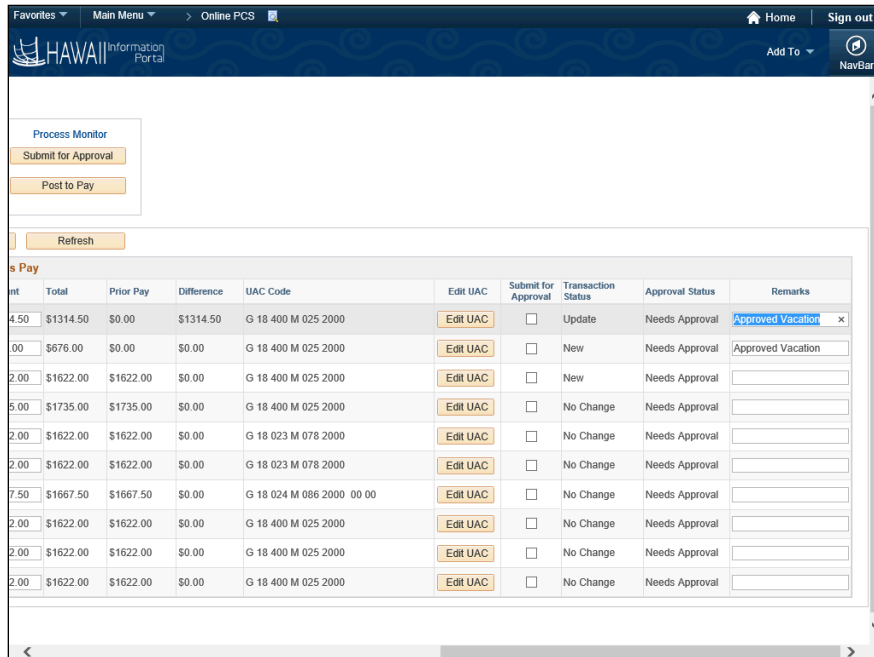 Favorites Main Menu > Online PCS Home Sign out
HAWAII Information Portal
Add To
NavBar
Process Monitor
Submit for Approval
Post to Pay
Refresh
s Pay
nt Total Prior Pay Difference UAC Code Edit UAC Submit for Approval Transaction Status Approval Status Remarks
4.50 $1314.50 $0.00 $1314.50 G 18 400 M 025 2000 Edit UAC Update Needs Approval Approved Vacation ×
.00 $676.00 $0.00 $0.00 G 18 400 M 025 2000 Edit UAC New Needs Approval Approved Vacation
2.00 $1622.00 $1622.00 $0.00 G 18 400 M 025 2000 Edit UAC New Needs Approval
5.00 $1735.00 $1735.00 $0.00 G 18 400 M 025 2000 Edit UAC No Change Needs Approval
2.00 $1622.00 $1622.00 $0.00 G 18 023 M 078 2000 Edit UAC No Change Needs Approval
2.00 $1622.00 $1622.00 $0.00 G 18 023 M 078 2000 Edit UAC No Change Needs Approval
7.50 $1667.50 $1667.50 $0.00 G 18 024 M 086 2000 00 00 Edit UAC No Change Needs Approval
2.00 $1622.00 $1622.00 $0.00 G 18 400 M 025 2000 Edit UAC No Change Needs Approval
2.00 $1622.00 $1622.00 $0.00 G 18 400 M 025 2000 Edit UAC No Change Needs Approval
2.00 $1622.00 $1622.00 $0.00 G 18 400 M 025 2000 Edit UAC No Change Needs Approval